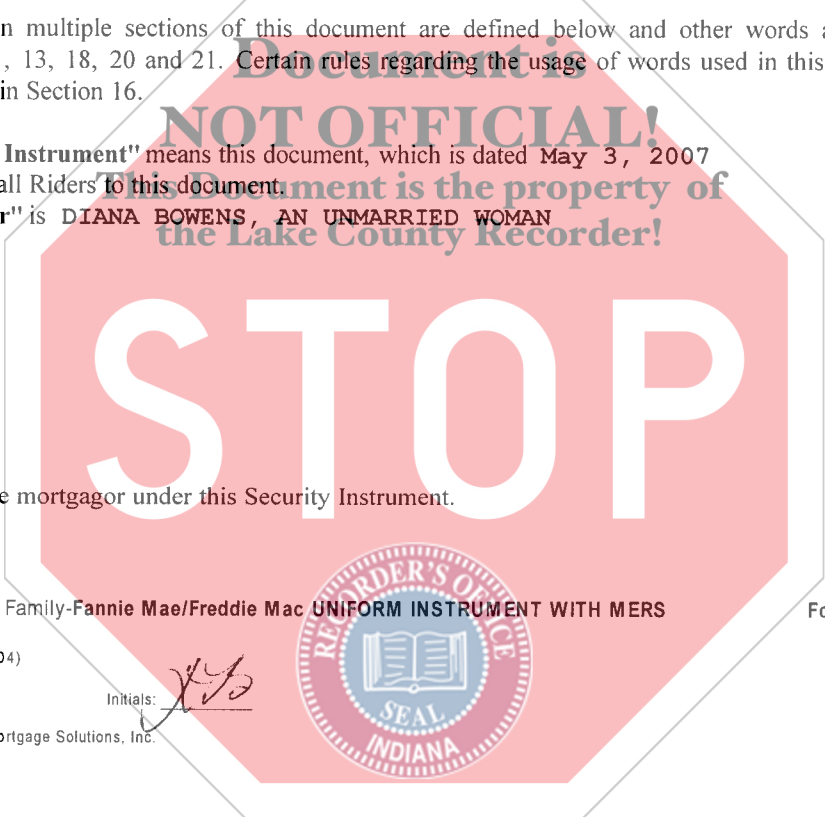 n multiple sections of this document are defined below and other words a
, 13, 18, 20 and 21. Certain rules regarding the usage of words used in this
in Section 16.
Document is
NOT OFFICIAL!
This Document is the property of
the Lake County Recorder!
Instrument" means this document, which is dated May 3, 2007
all Riders to this document.
r" is DIANA BOWENS, AN UNMARRIED WOMAN
STOP
e mortgagor under this Security Instrument.
Family-Fannie Mae/Freddie Mac UNIFORM INSTRUMENT WITH MERS Fo
04)
Initials:
ortgage Solutions, Inc.
RECORDER'S OFFICE
SEAL
INDIANA